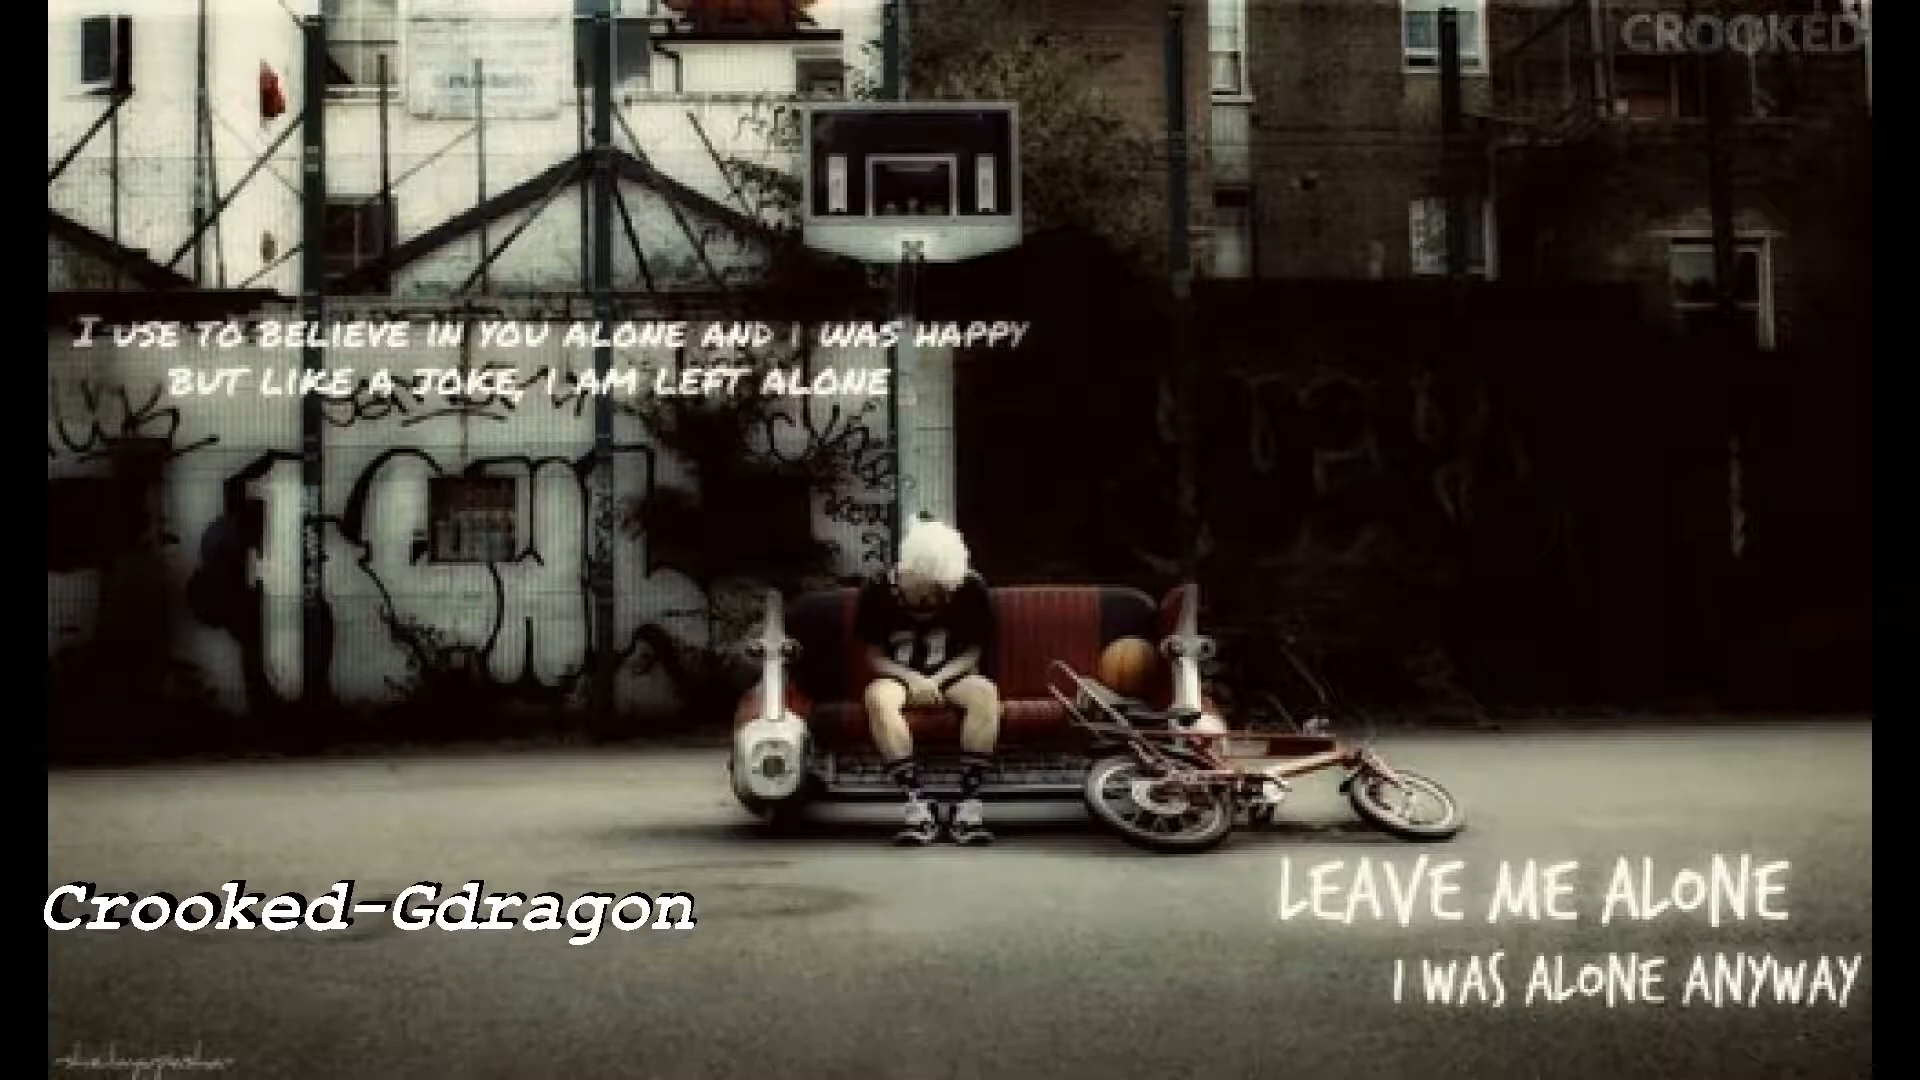 CROOKED
I USE TO BELIEVE IN YOU ALONE AND I WAS HAPPY
BUT LIKE A JOKE, I AM LEFT ALONE
Crooked-Gdragon
LEAVE ME ALONE
I WAS ALONE ANYWAY